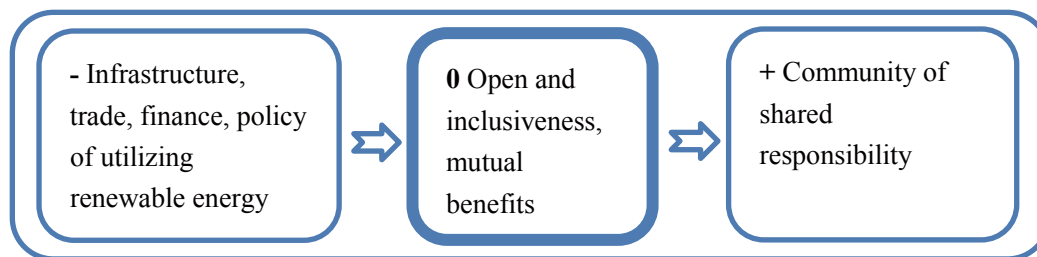 - Infrastructure,
trade, finance, policy
of utilizing
renewable energy
0 Open and
inclusiveness,
mutual
benefits
+ Community of
shared
responsibility